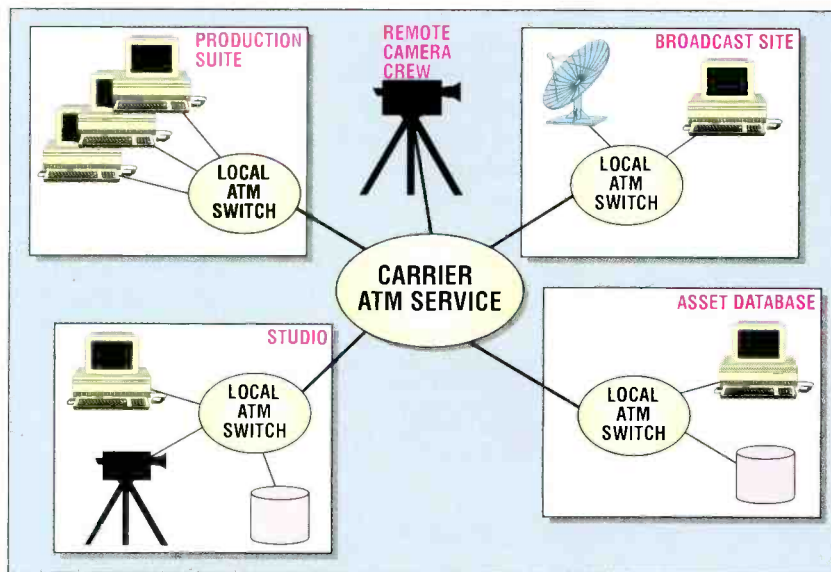 PRODUCTION
SUITE
LOCAL
ATM
SWITCH
REMOTE
CAMERA
CREW
BROADCAST SITE
LOCAL
ATM
SWITCH
CARRIER
ATM SERVICE
STUDIO
LOCAL
ATM
SWITCH
ASSET DATABASE
LOCAL
ATM
SWITCH